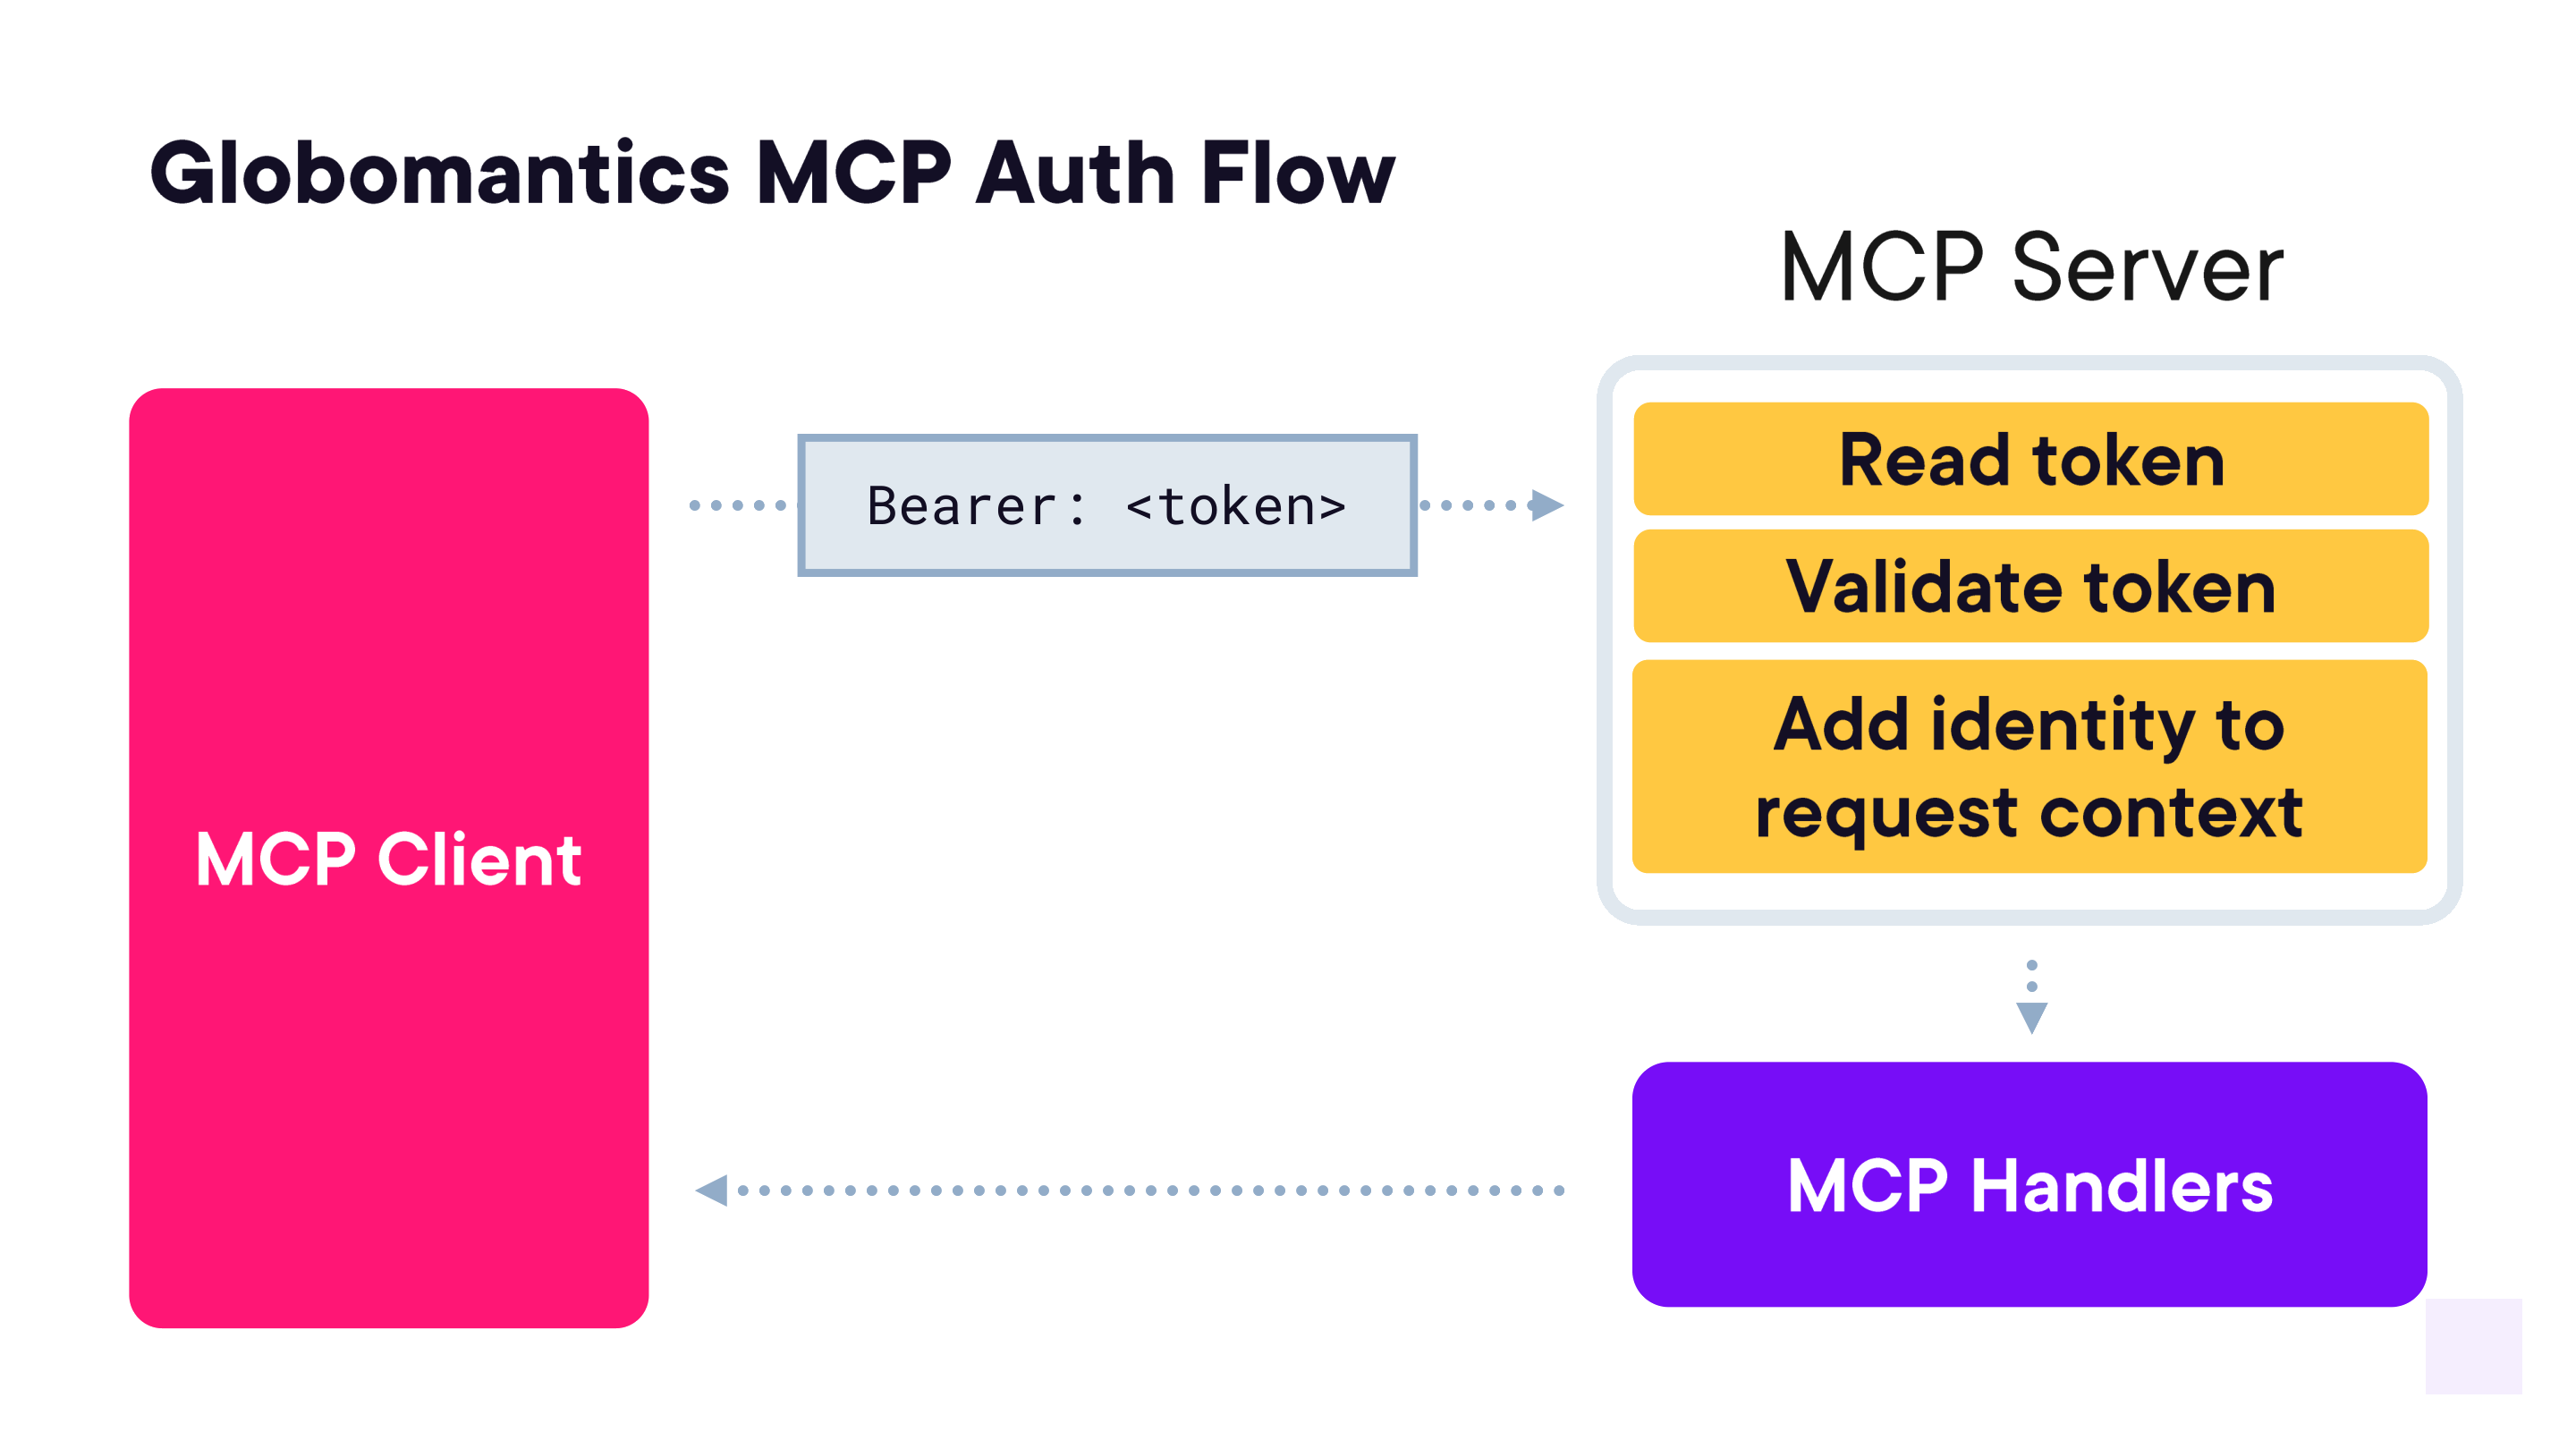 Globomantics MCP Auth Flow
MCP Server
MCP Client
Bearer: <token>
Read token
Validate token
Add identity to
request context
MCP Handlers